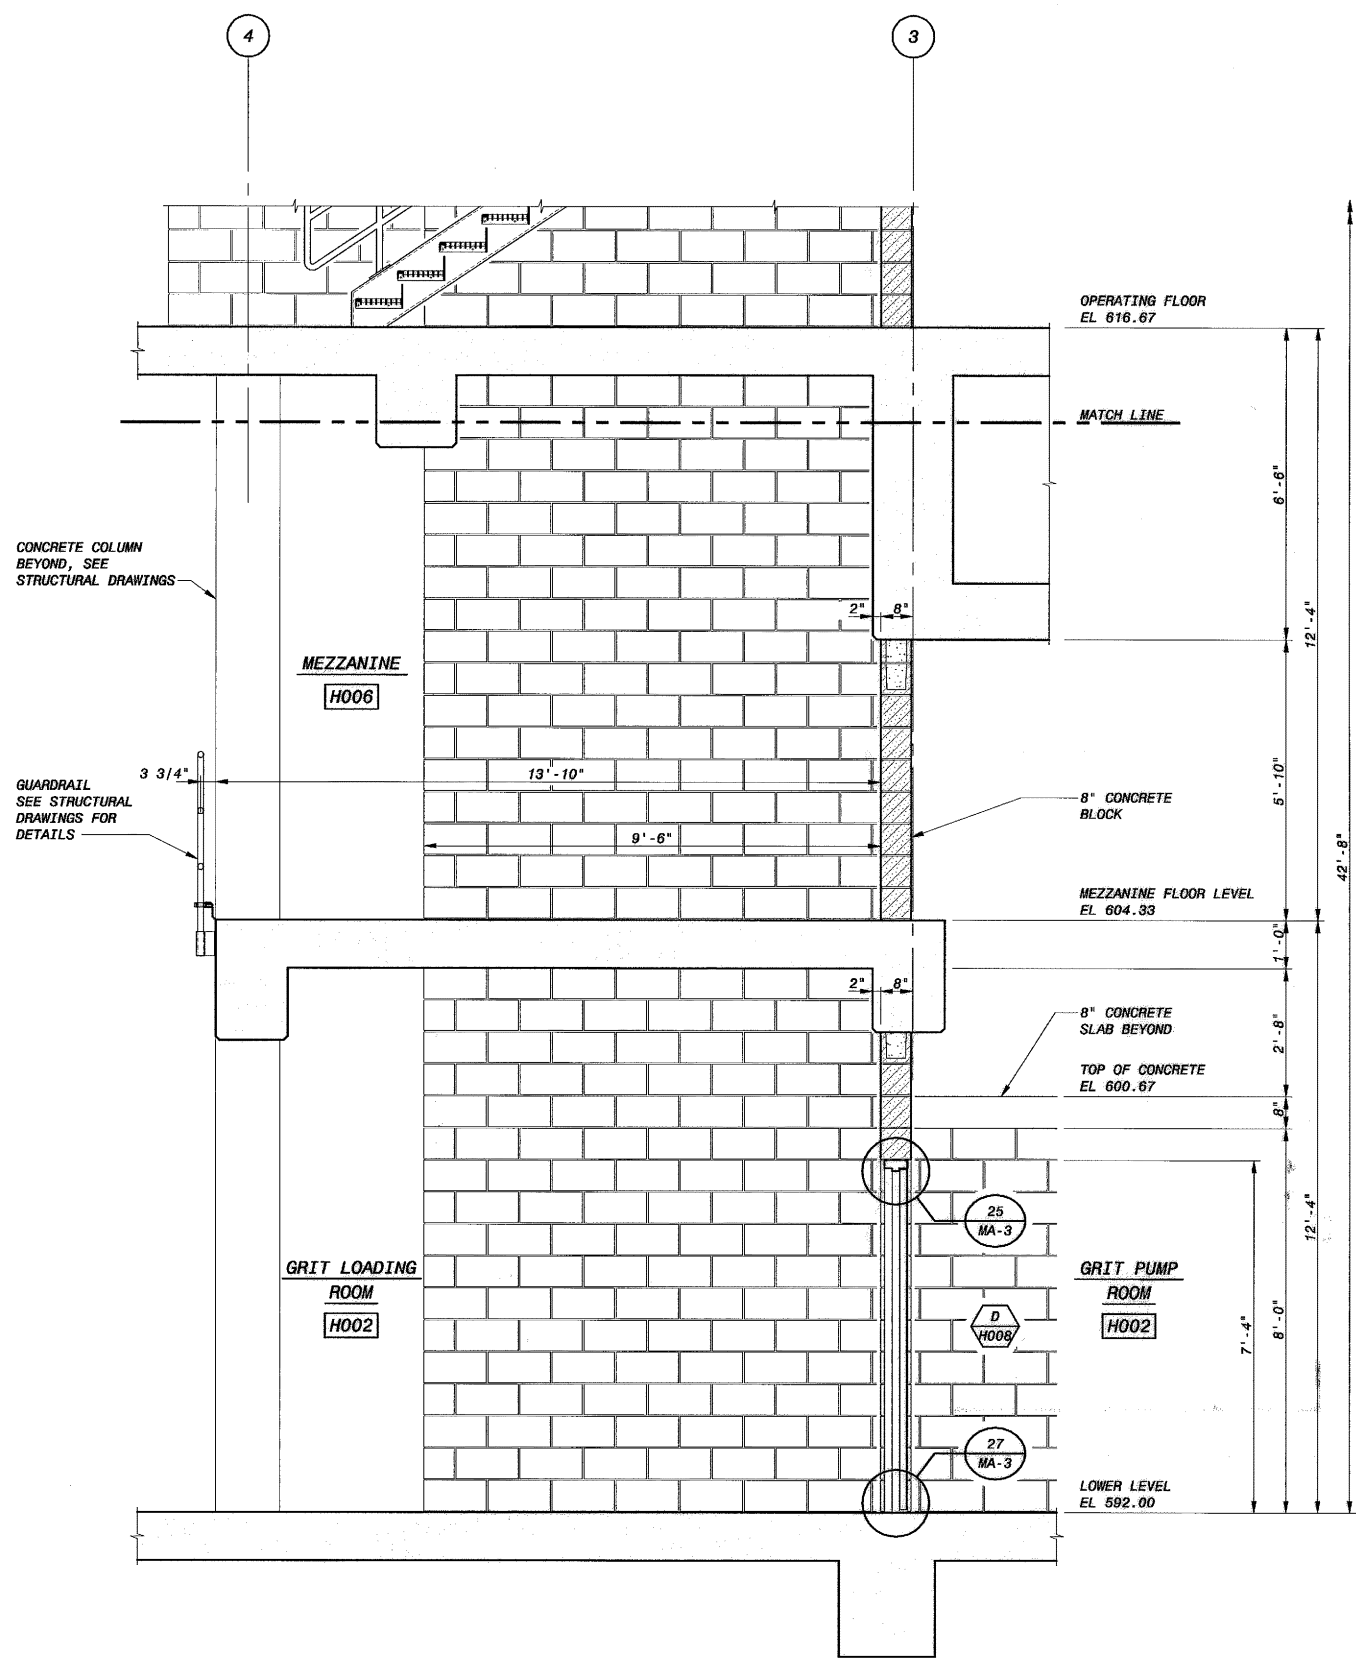 4
3
OPERATING FLOOR
EL 616.67
MATCH LINE
6'-6"
CONCRETE COLUMN
BEYOND, SEE
STRUCTURAL DRAWINGS
2"
8"
12'-4"
MEZZANINE
H006
3 3/4"
13'-10"
5'-10"
GUARDRAIL
SEE STRUCTURAL
DRAWINGS FOR
DETAILS
8" CONCRETE
BLOCK
9'-6"
42'-8"
MEZZANINE FLOOR LEVEL
EL 604.33
1'-0"
2"
8"
8" CONCRETE
SLAB BEYOND
2'-8"
TOP OF CONCRETE
EL 600.67
8"
25
MA-3
12'-4"
GRIT LOADING
ROOM
H002
GRIT PUMP
ROOM
H002
D
H008
7'-4"
8'-0"
27
MA-3
LOWER LEVEL
EL 592.00